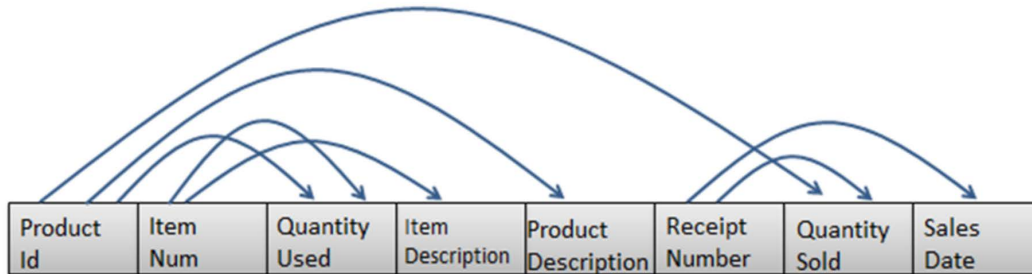 Product
Id
Item
Num
Quantity
Used
Item
Description
Product
Description
Receipt
Number
Quantity
Sold
Sales
Date